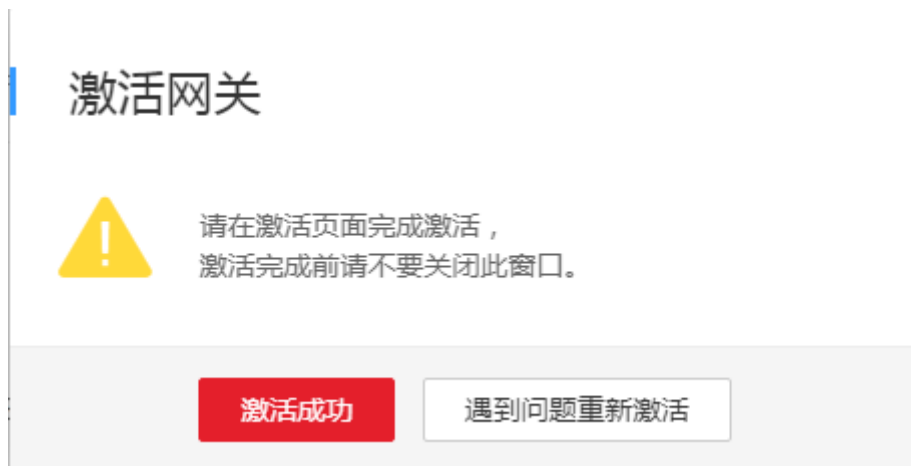 激活网关
请在激活页面完成激活，
激活完成前请不要关闭此窗口。
激活成功
遇到问题重新激活